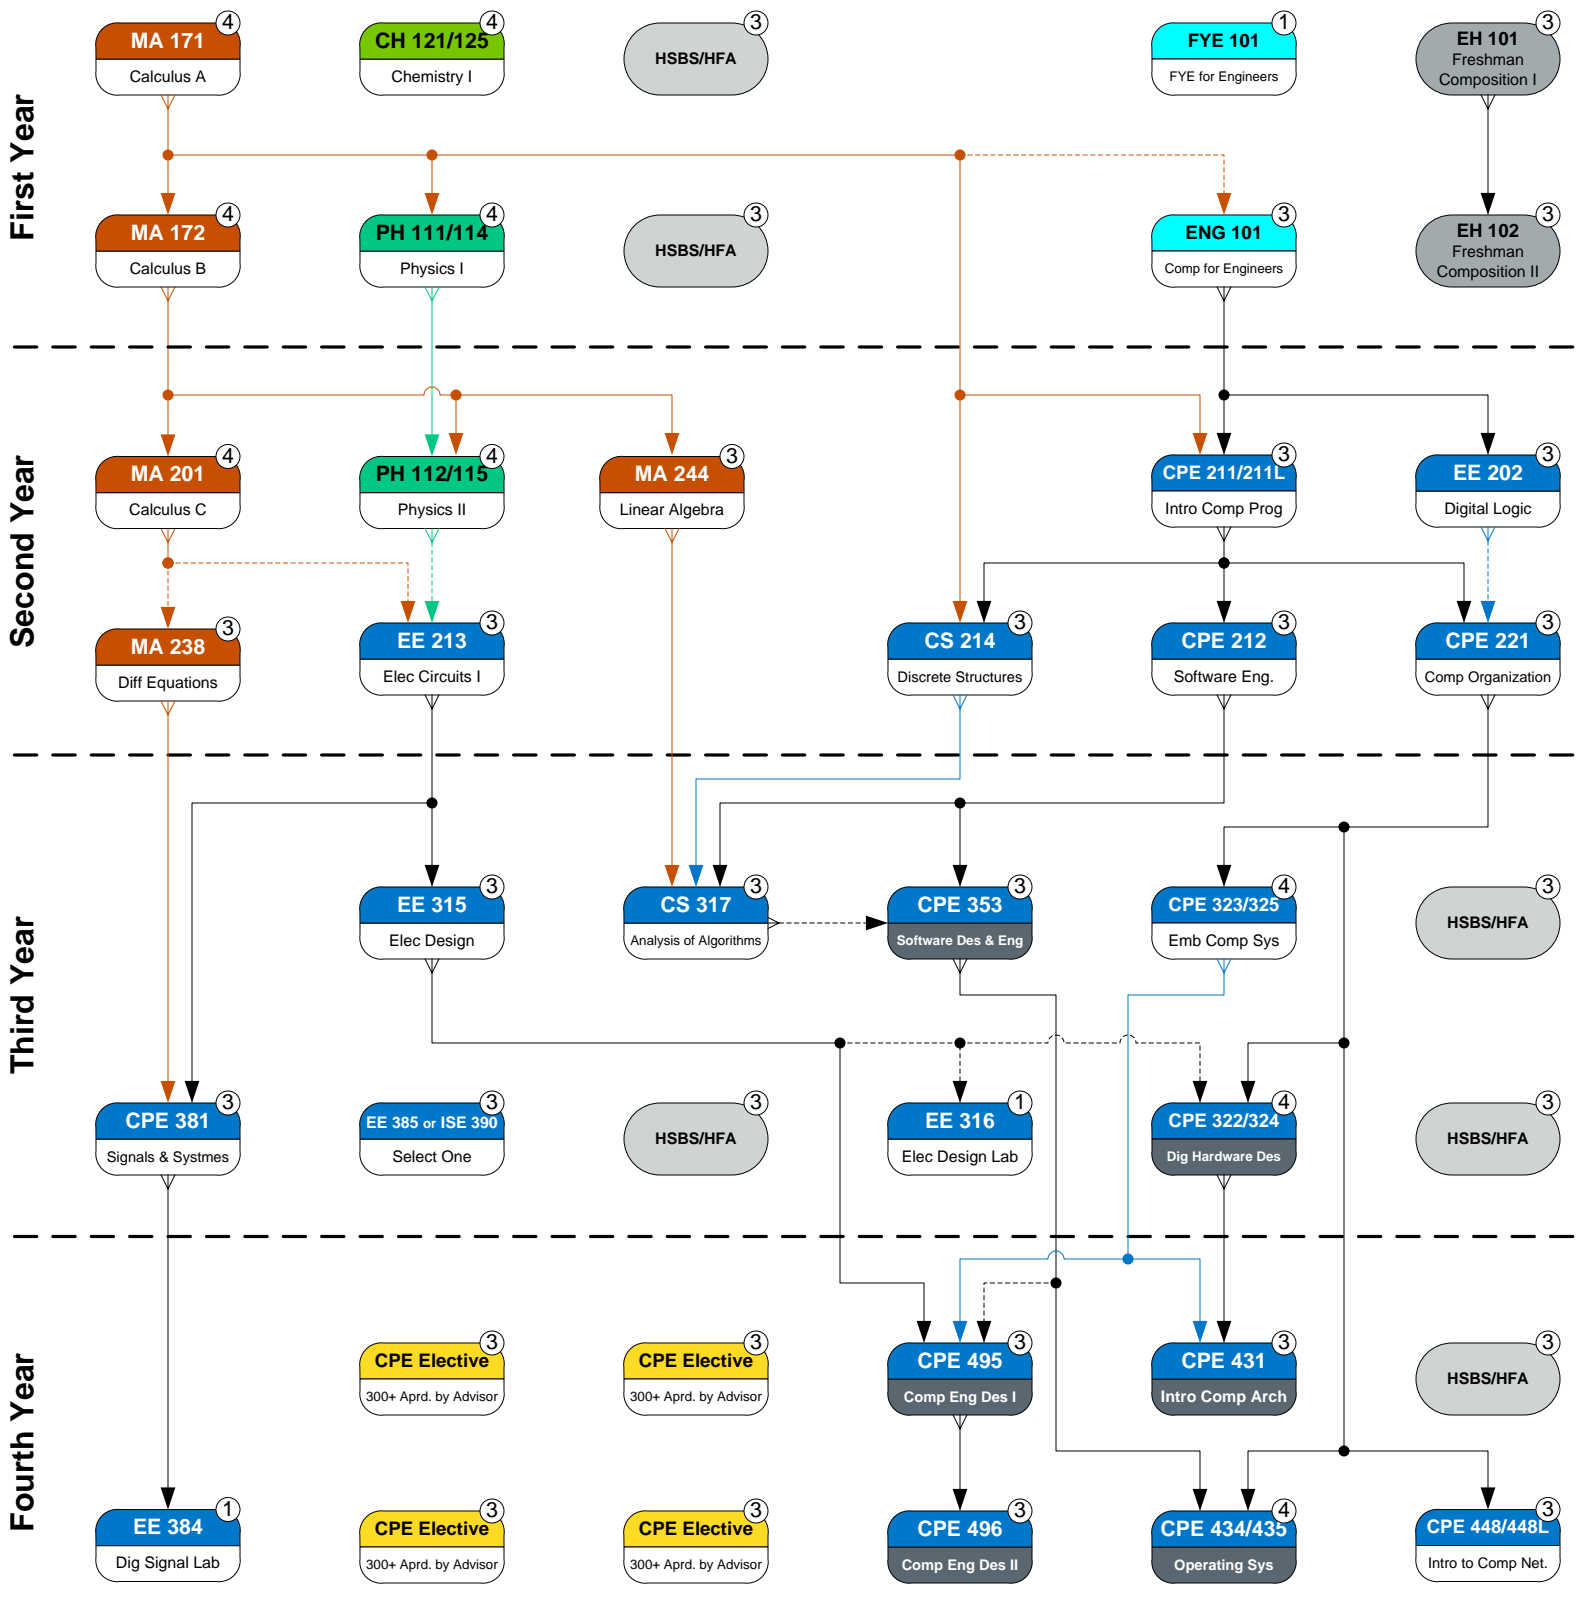 First Year
4
MA 171
Calculus A
4
CH 121/125
Chemistry I
3
HSBS/HFA
1
FYE 101
FYE for Engineers
3
EH 101
Freshman
Composition I
4
MA 172
Calculus B
4
PH 111/114
Physics I
3
HSBS/HFA
3
ENG 101
Comp for Engineers
3
EH 102
Freshman
Composition II
Second Year
4
MA 201
Calculus C
4
PH 112/115
Physics II
3
MA 244
Linear Algebra
3
CPE 211/211L
Intro Comp Prog
3
EE 202
Digital Logic
3
MA 238
Diff Equations
3
EE 213
Elec Circuits I
3
CS 214
Discrete Structures
3
CPE 212
Software Eng.
3
CPE 221
Comp Organization
Third Year
3
EE 315
Elec Design
3
CS 317
Analysis of Algorithms
3
CPE 353
Software Des & Eng
4
CPE 323/325
Emb Comp Sys
3
HSBS/HFA
3
CPE 381
Signals & Systmes
3
EE 385 or ISE 390
Select One
3
HSBS/HFA
1
EE 316
Elec Design Lab
4
CPE 322/324
Dig Hardware Des
3
HSBS/HFA
Fourth Year
3
CPE Elective
300+ Aprd. by Advisor
3
CPE Elective
300+ Aprd. by Advisor
3
CPE 495
Comp Eng Des I
3
CPE 431
Intro Comp Arch
3
HSBS/HFA
1
EE 384
Dig Signal Lab
3
CPE Elective
300+ Aprd. by Advisor
3
CPE Elective
300+ Aprd. by Advisor
3
CPE 496
Comp Eng Des II
4
CPE 434/435
Operating Sys
3
CPE 448/448L
Intro to Comp Net.